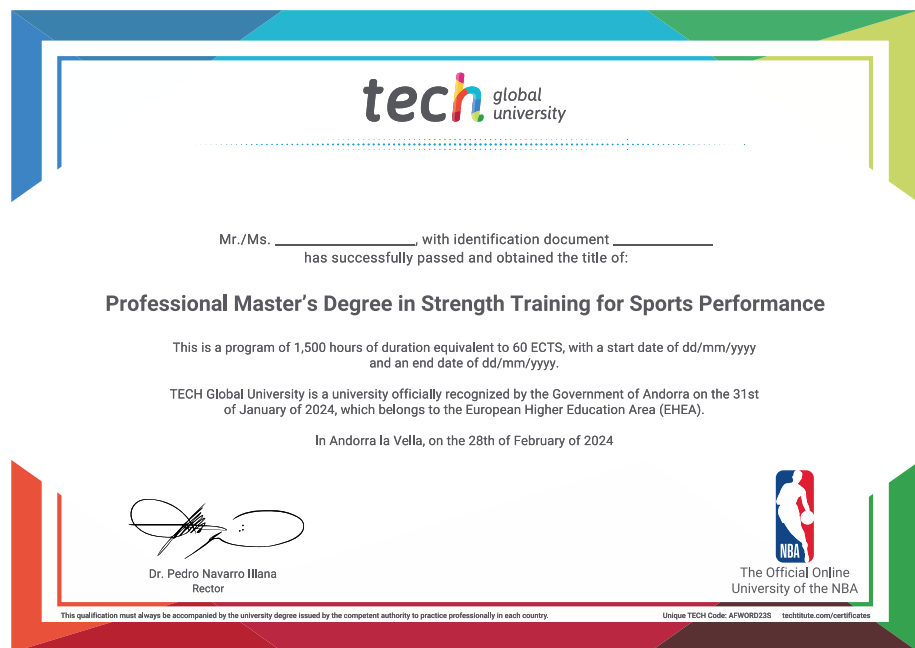 tech global university
Mr./Ms. ________________, with identification document ____________
has successfully passed and obtained the title of:
Professional Master's Degree in Strength Training for Sports Performance
This is a program of 1,500 hours of duration equivalent to 60 ECTS, with a start date of dd/mm/yyyy
and an end date of dd/mm/yyyy.
TECH Global University is a university officially recognized by the Government of Andorra on the 31st
of January of 2024, which belongs to the European Higher Education Area (EHEA).
In Andorra la Vella, on the 28th of February of 2024
NBA
Dr. Pedro Navarro Illana
Rector
The Official Online
University of the NBA
This qualification must always be accompanied by the university degree issued by the competent authority to practice professionally in each country.
Unique TECH Code: AFWORD23S techtitute.com/certificates